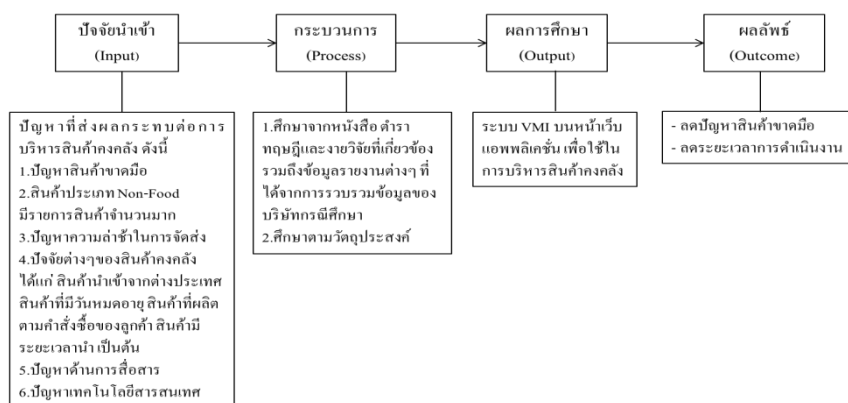 ปัจจัยนำเข้า
(Input)
กระบวนการ
(Process)
ผลการศึกษา
(Output)
ผลลัพธ์
(Outcome)
ปัญหาที่ส่งผลกระทบต่อการ
บริหารสินค้าคงคลัง ดังนี้
1.ปัญหาสินค้าขาดมือ
2.สินค้าประเภท Non-Food
มีรายการสินค้าจำนวนมาก
3.ปัญหาความล่าช้าในการจัดส่ง
4.ปัจจัยต่างๆของสินค้าคงคลัง
ได้แก่ สินค้านำเข้าจากต่างประเทศ
สินค้าที่มีวันหมดอายุ สินค้าที่ผลิต
ตามคำสั่งซื้อของลูกค้า สินค้ามี
ระยะเวลานำ เป็นต้น
5.ปัญหาด้านการสื่อสาร
6.ปัญหาเทคโนโลยีสารสนเทศ
1.ศึกษาจากหนังสือ ตำรา
ทฤษฎีและงายวิจัยที่เกี่ยวข้อง
รวมถึงข้อมูลรายงานต่างๆ ที่
ได้จากการรวบรวมข้อมูลของ
บริษัทกรณีศึกษา
2.ศึกษาตามวัตถุประสงค์
ระบบ VMI บนหน้าเว็บ
แอพพลิเคชั่น เพื่อใช้ใน
การบริหารสินค้าคงคลัง
- ลดปัญหาสินค้าขาดมือ
- ลดระยะเวลาการดำเนินงาน